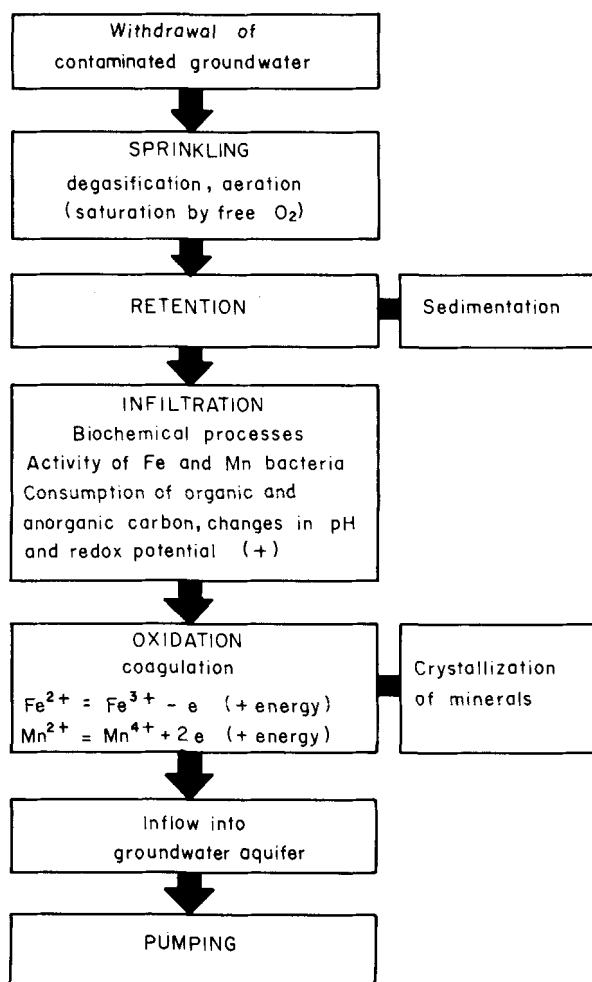 Withdrawal of
contaminated groundwater
SPRINKLING
degasification, aeration
(saturation by free O₂)
RETENTION
Sedimentation
INFILTRATION
Biochemical processes
Activity of Fe and Mn bacteria
Consumption of organic and
anorganic carbon, changes in pH
and redox potential (+)
OXIDATION
coagulation
Fe²⁺ = Fe³⁺ - e (+ energy)
Mn²⁺ = Mn⁴⁺ + 2 e (+ energy)
Crystallization
of minerals
Inflow into
groundwater aquifer
PUMPING